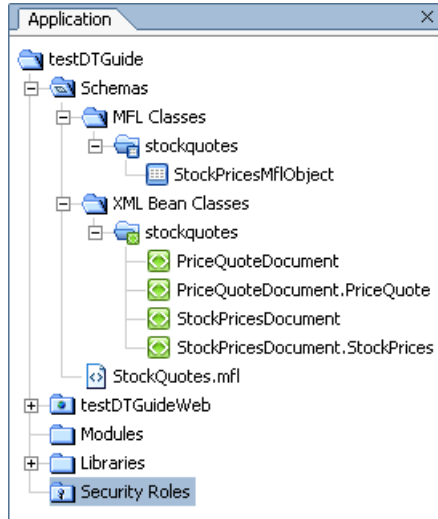 Application
testDTGuide
Schemas
MFL Classes
stockquotes
StockPricesMflObject
XML Bean Classes
stockquotes
PriceQuoteDocument
PriceQuoteDocument.PriceQuote
StockPricesDocument
StockPricesDocument.StockPrices
StockQuotes.mfl
testDTGuideWeb
Modules
Libraries
Security Roles